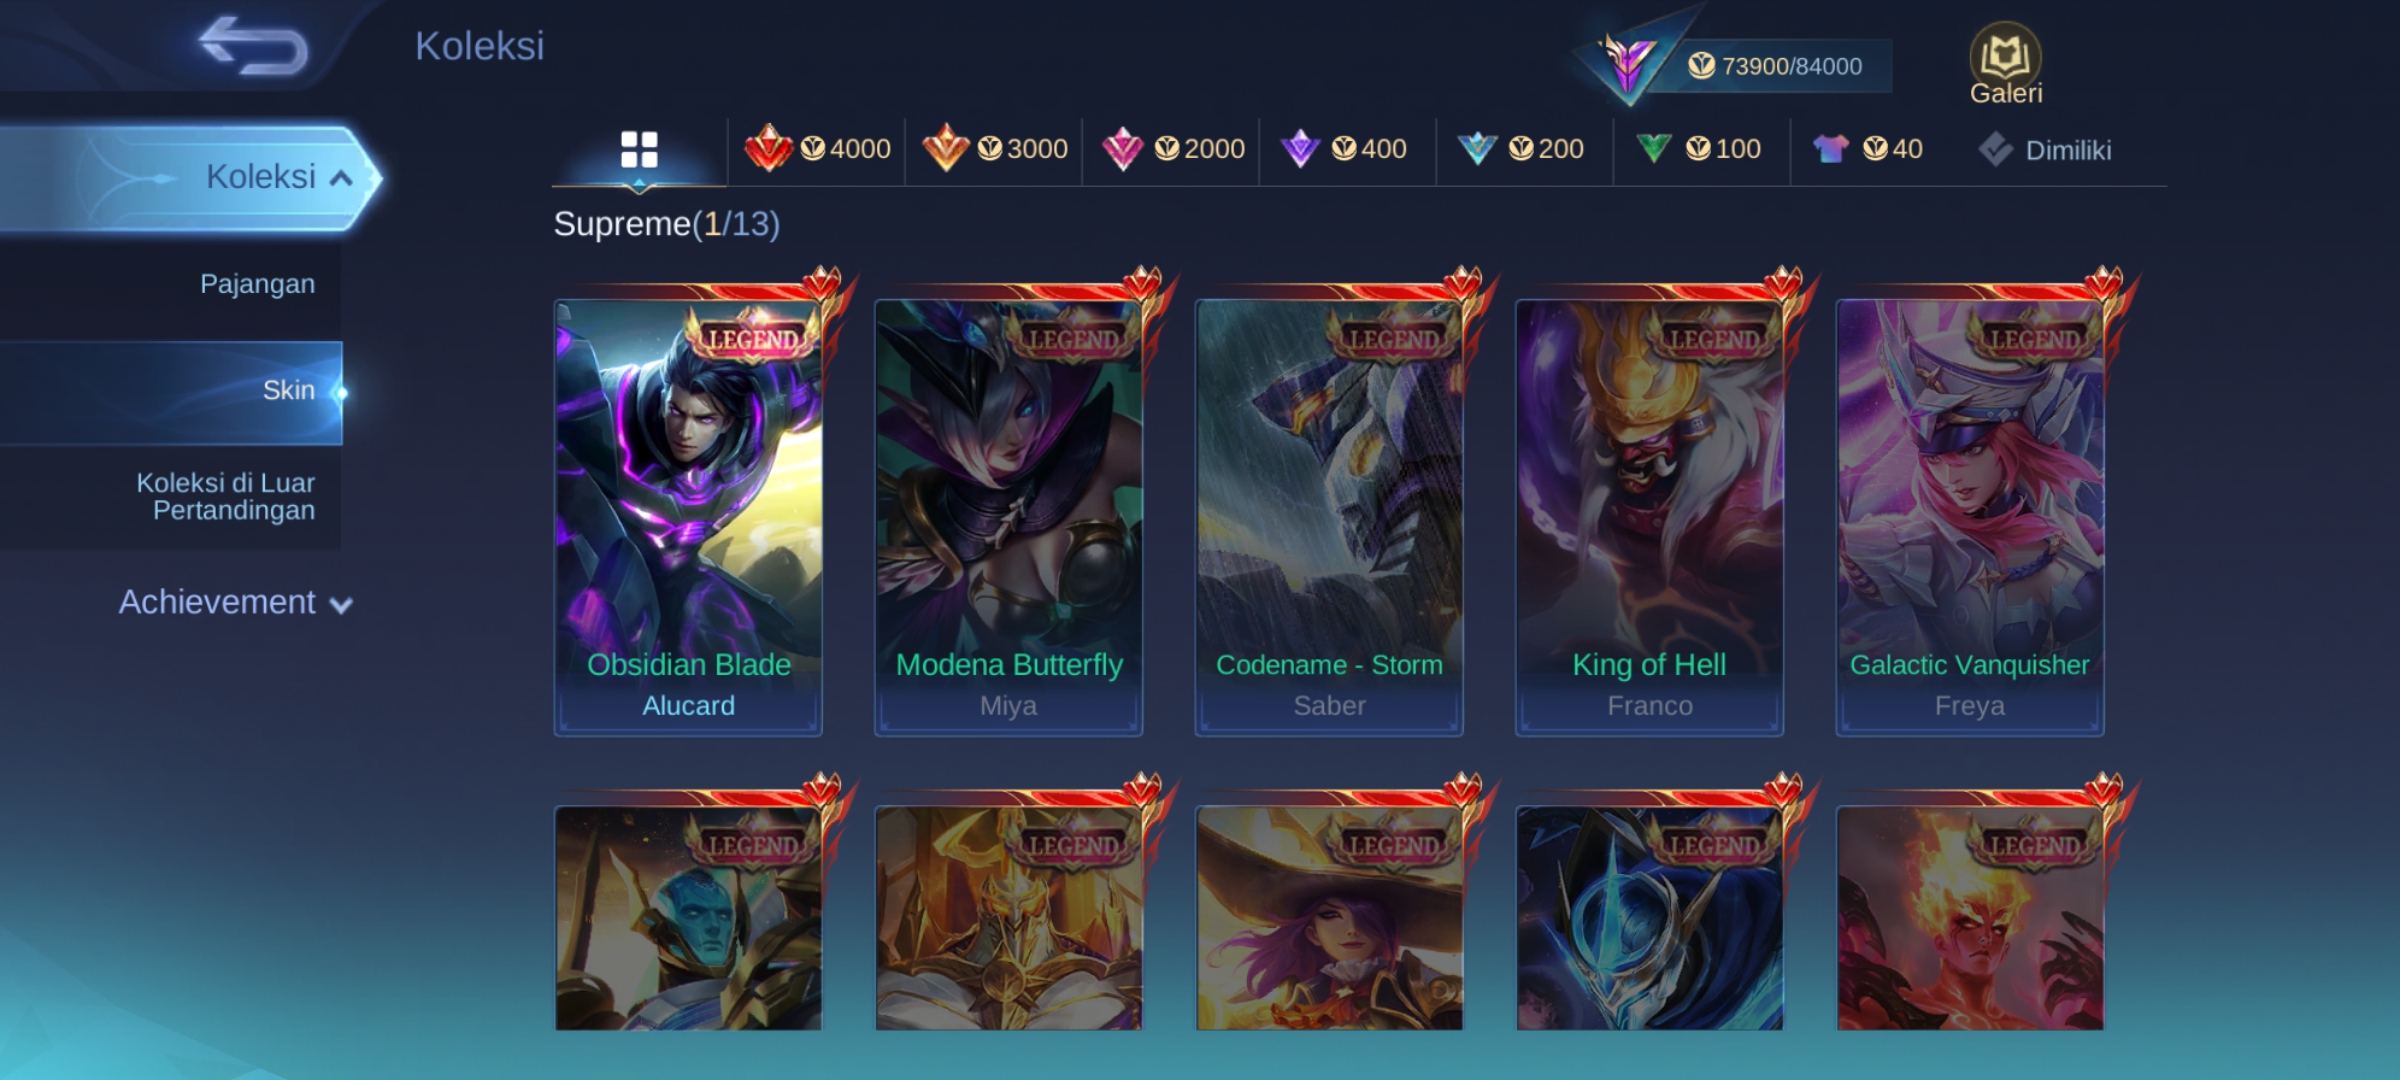 Koleksi
73900/84000
Galeri
Koleksi
4000
3000
2000
400
200
100
40
Dimiliki
Supreme(1/13)
Pajangan
Skin
Koleksi di Luar
Pertandingan
Achievement
LEGEND
LEGEND
LEGEND
LEGEND
LEGEND
Obsidian Blade
Modena Butterfly
Codename - Storm
King of Hell
Galactic Vanquisher
Alucard
Miya
Saber
Franco
Freya
LEGEND
LEGEND
LEGEND
LEGEND
LEGEND